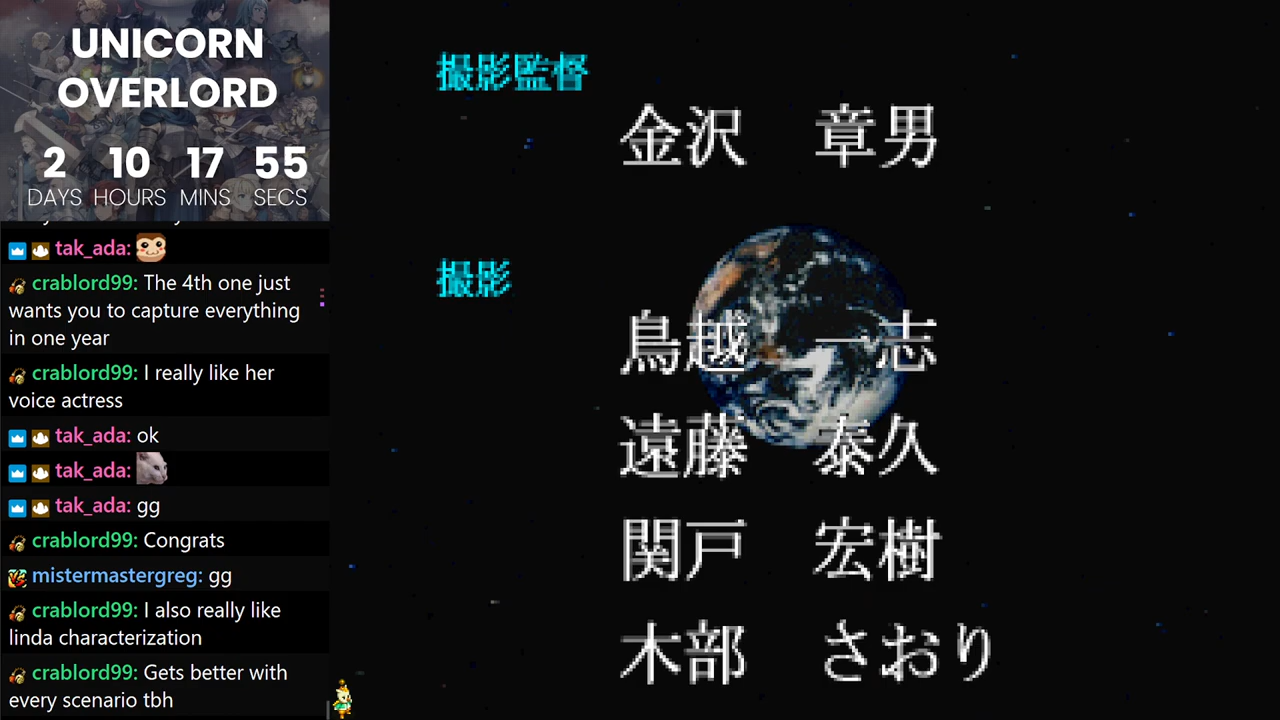 UNICORN
OVERLORD
2 10 17 55
DAYS HOURS MINS SECS
tak_ada:
crablord99: The 4th one just
wants you to capture everything
in one year
crablord99: I really like her
voice actress
tak_ada: ok
tak_ada:
tak_ada: gg
crablord99: Congrats
mistermastergreg: gg
crablord99: I also really like
linda characterization
crablord99: Gets better with
every scenario tbh
撮影監督
金沢 章男
撮影
鳥越 一志
遠藤 泰久
関戸 宏樹
木部 さおり